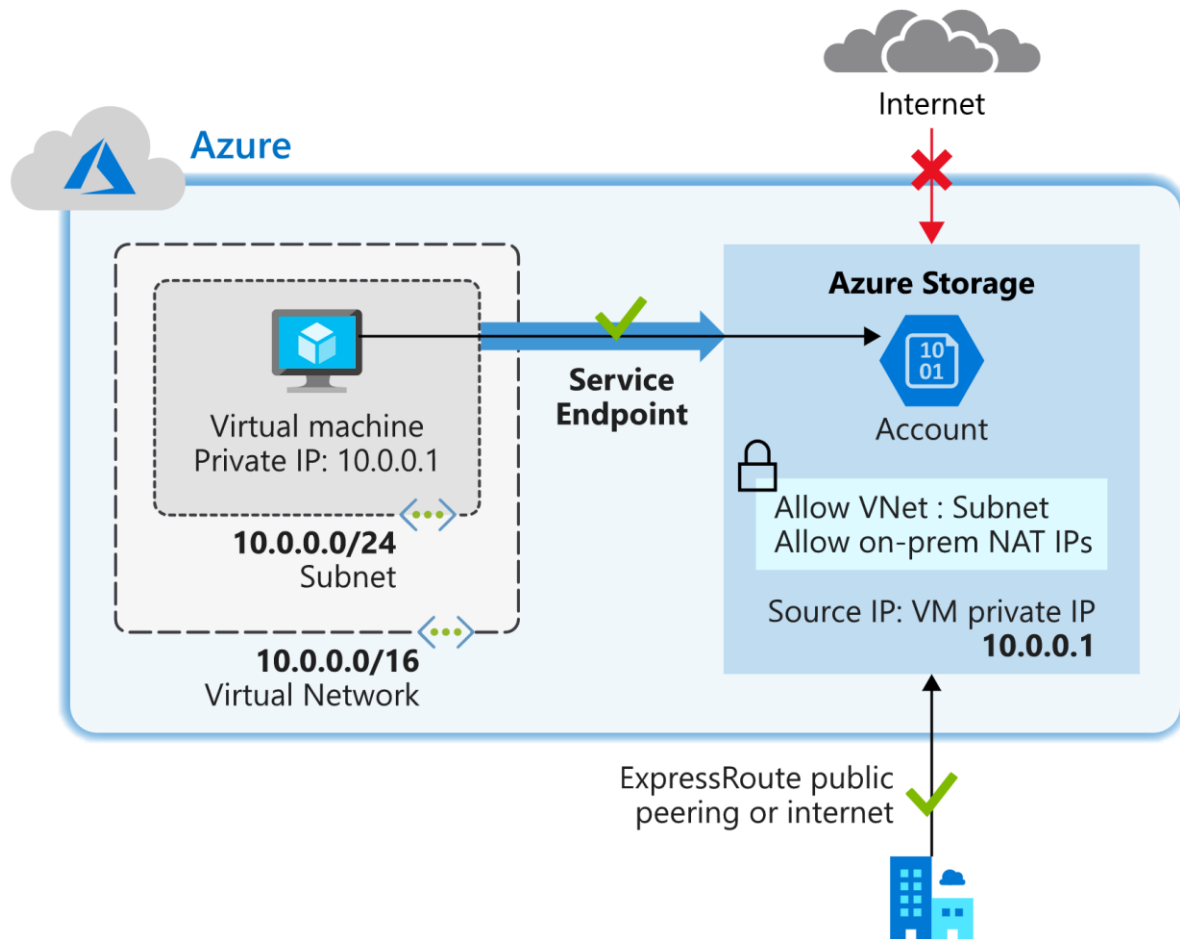 Internet
Azure
Azure Storage
10
01
Account
Service
Endpoint
Virtual machine
Private IP: 10.0.0.1
Allow VNet : Subnet
Allow on-prem NAT IPs
10.0.0.0/24
Subnet
Source IP: VM private IP
10.0.0.1
10.0.0.0/16
Virtual Network
ExpressRoute public
peering or internet